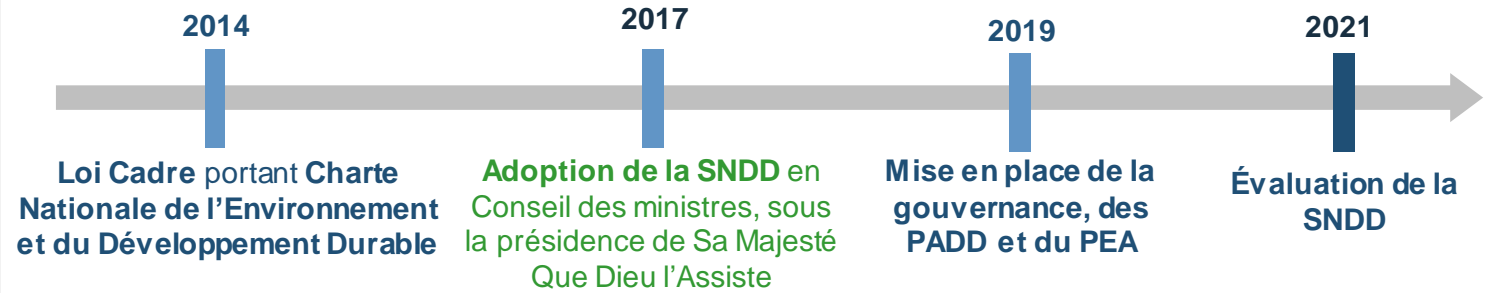 2014
Loi Cadre portant Charte
Nationale de l’Environnement
et du Développement Durable
2017
Adoption de la SNDD en
Conseil des ministres, sous
la présidence de Sa Majesté
Que Dieu l’Assiste
2019
Mise en place de la
gouvernance, des
PADD et du PEA
2021
Évaluation de la
SNDD